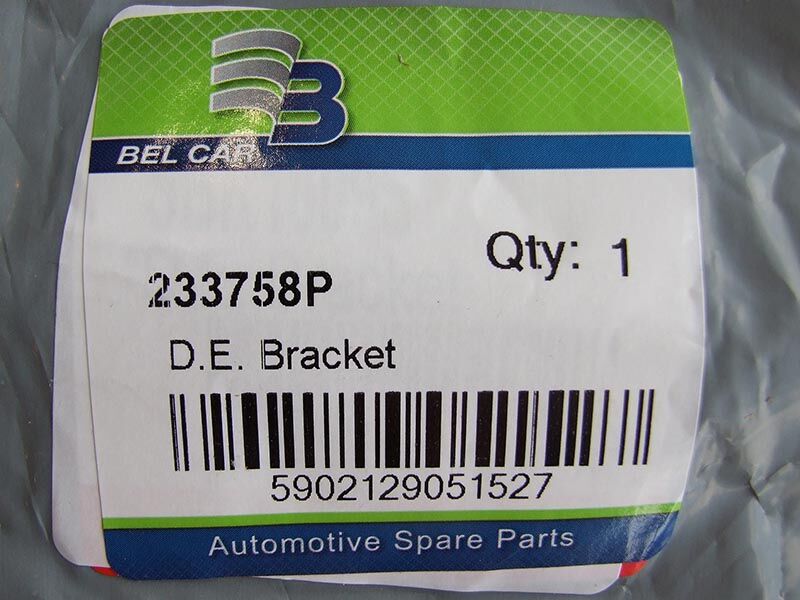 B
BEL CAR
Qty: 1
233758P
D.E. Bracket
5902129051527
Automotive Spare Parts